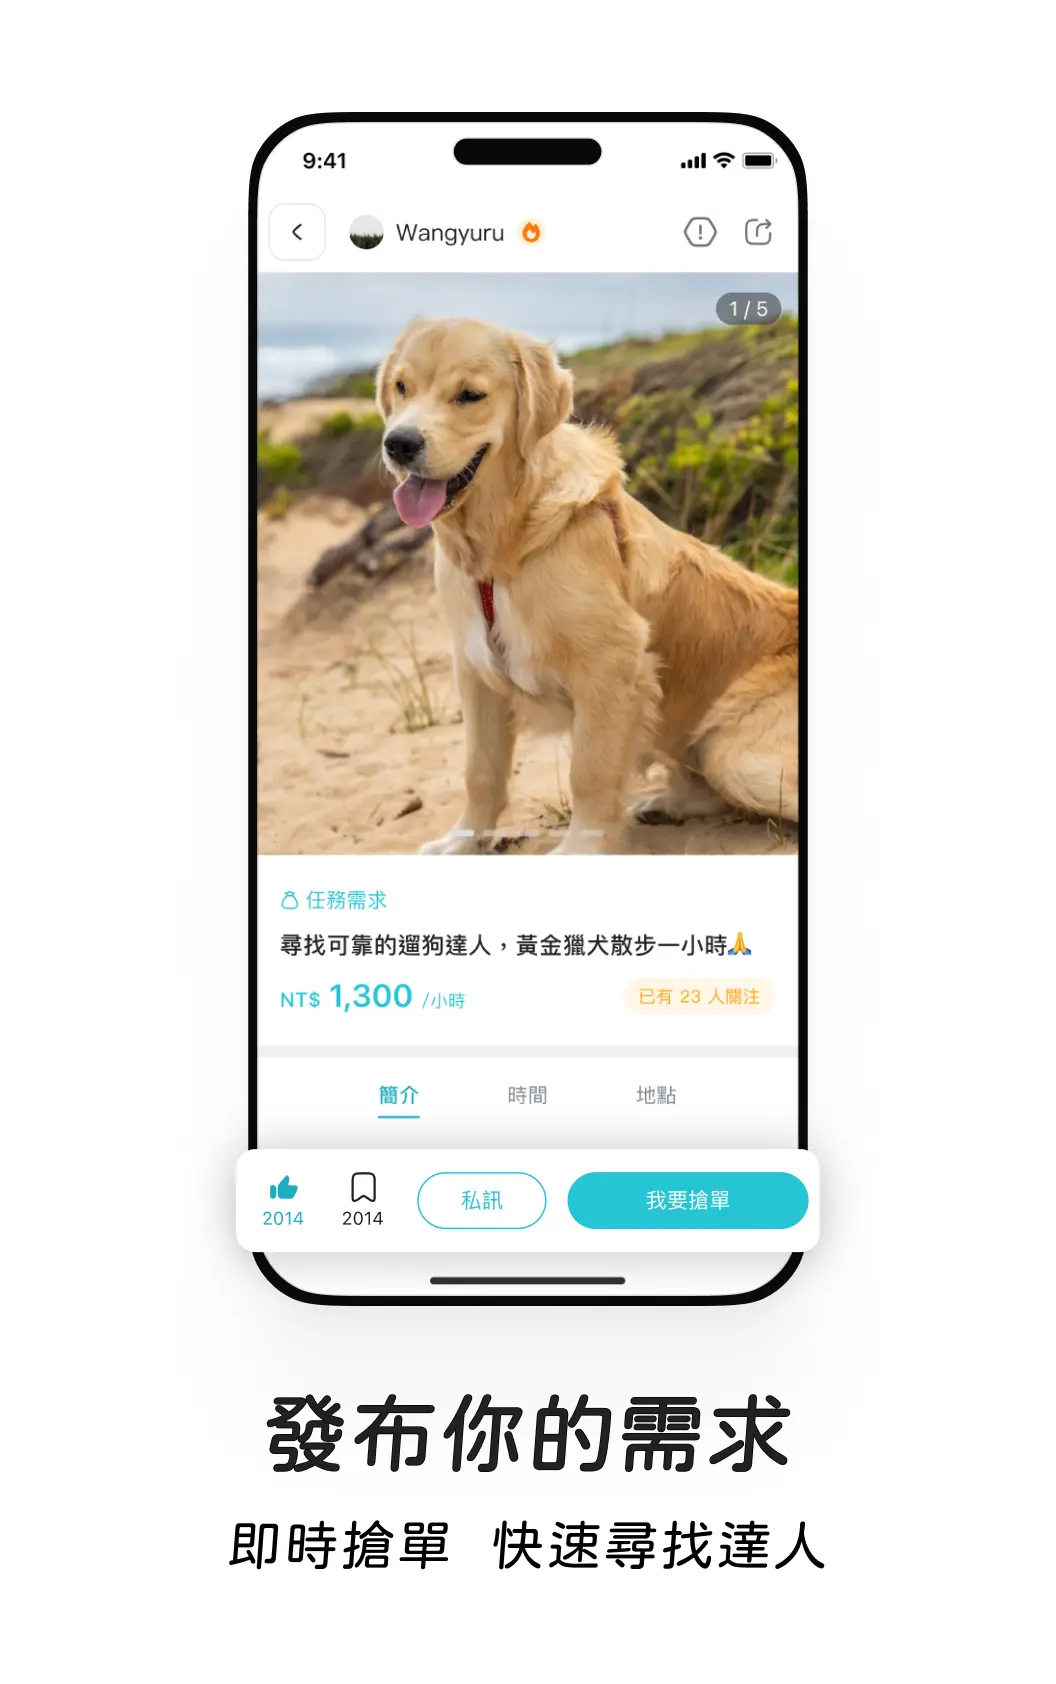 9:41
Wangyuru
1 / 5
任務需求
尋找可靠的遛狗達人，黃金獵犬散步一小時🙏
NT$ 1,300 /小時
已有 23 人關注
簡介 時間 地點
2014 2014 私訊 我要搶單
發布你的需求
即時搶單 快速尋找達人